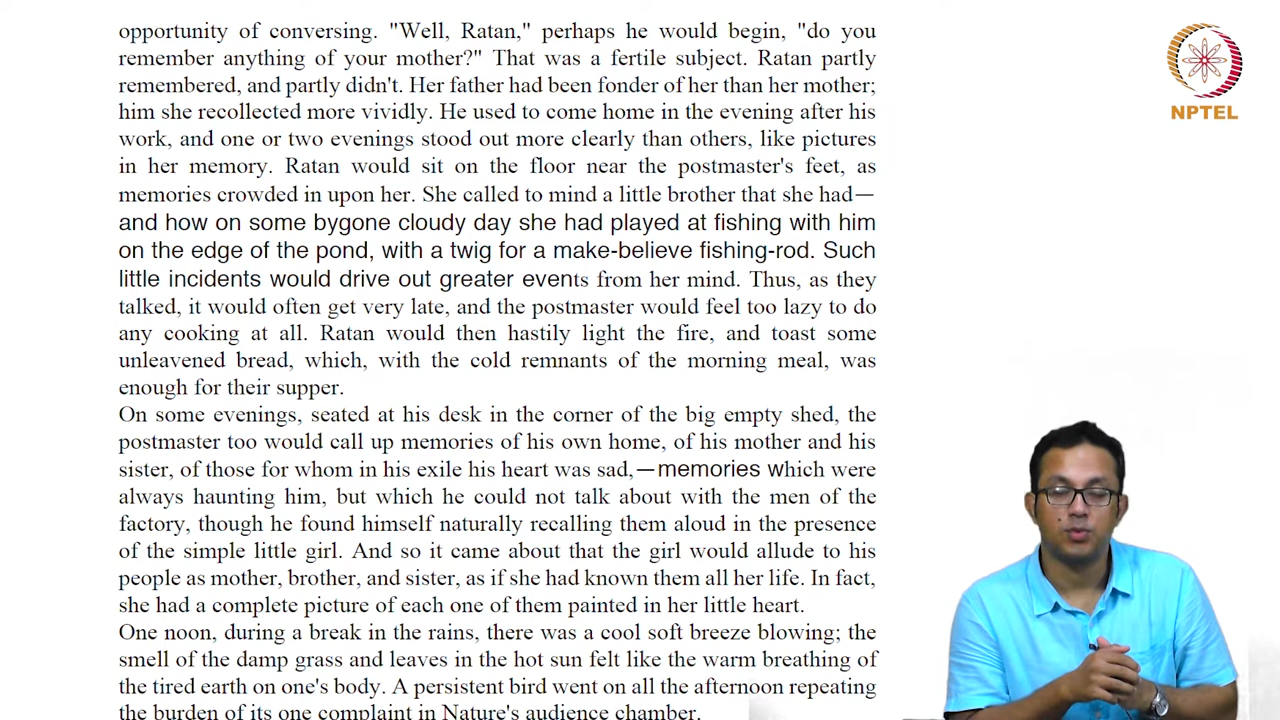 opportunity of conversing. "Well, Ratan," perhaps he would begin, "do you
remember anything of your mother?" That was a fertile subject. Ratan partly
remembered, and partly didn't. Her father had been fonder of her than her mother;
him she recollected more vividly. He used to come home in the evening after his
work, and one or two evenings stood out more clearly than others, like pictures
in her memory. Ratan would sit on the floor near the postmaster's feet, as
memories crowded in upon her. She called to mind a little brother that she had—
and how on some bygone cloudy day she had played at fishing with him
on the edge of the pond, with a twig for a make-believe fishing-rod. Such
little incidents would drive out greater events from her mind. Thus, as they
talked, it would often get very late, and the postmaster would feel too lazy to do
any cooking at all. Ratan would then hastily light the fire, and toast some
unleavened bread, which, with the cold remnants of the morning meal, was
enough for their supper.
On some evenings, seated at his desk in the corner of the big empty shed, the
postmaster too would call up memories of his own home, of his mother and his
sister, of those for whom in his exile his heart was sad,—memories which were
always haunting him, but which he could not talk about with the men of the
factory, though he found himself naturally recalling them aloud in the presence
of the simple little girl. And so it came about that the girl would allude to his
people as mother, brother, and sister, as if she had known them all her life. In fact,
she had a complete picture of each one of them painted in her little heart.
One noon, during a break in the rains, there was a cool soft breeze blowing; the
smell of the damp grass and leaves in the hot sun felt like the warm breathing of
the tired earth on one's body. A persistent bird went on all the afternoon repeating
the burden of its one complaint in Nature's audience chamber.
NPTEL